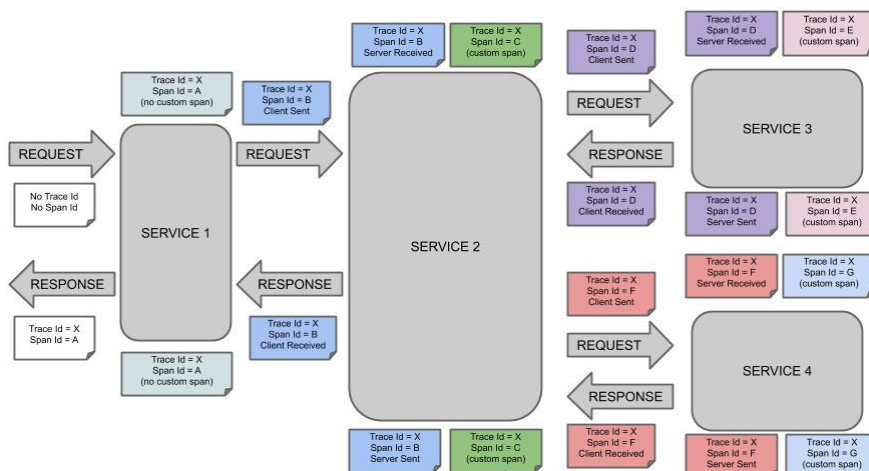 Trace Id = X
Span Id = B
Server Received
Trace Id = X
Span Id = C
(custom span)
Trace Id = X
Span Id = D
Client Sent
Trace Id = X
Span Id = D
Server Received
Trace Id = X
Span Id = E
(custom span)
Trace Id = X
Span Id = A
(no custom span)
Trace Id = X
Span Id = B
Client Sent
REQUEST
REQUEST
REQUEST
RESPONSE
SERVICE 3
No Trace Id
No Span Id
SERVICE 1
SERVICE 2
Trace Id = X
Span Id = D
Client Received
Trace Id = X
Span Id = D
Server Sent
Trace Id = X
Span Id = E
(custom span)
RESPONSE
RESPONSE
Trace Id = X
Span Id = F
Client Sent
Trace Id = X
Span Id = F
Server Received
Trace Id = X
Span Id = G
(custom span)
Trace Id = X
Span Id = A
Trace Id = X
Span Id = B
Client Received
REQUEST
RESPONSE
SERVICE 4
Trace Id = X
Span Id = A
(no custom span)
Trace Id = X
Span Id = B
Server Sent
Trace Id = X
Span Id = C
(custom span)
Trace Id = X
Span Id = F
Client Received
Trace Id = X
Span Id = F
Server Sent
Trace Id = X
Span Id = G
(custom span)